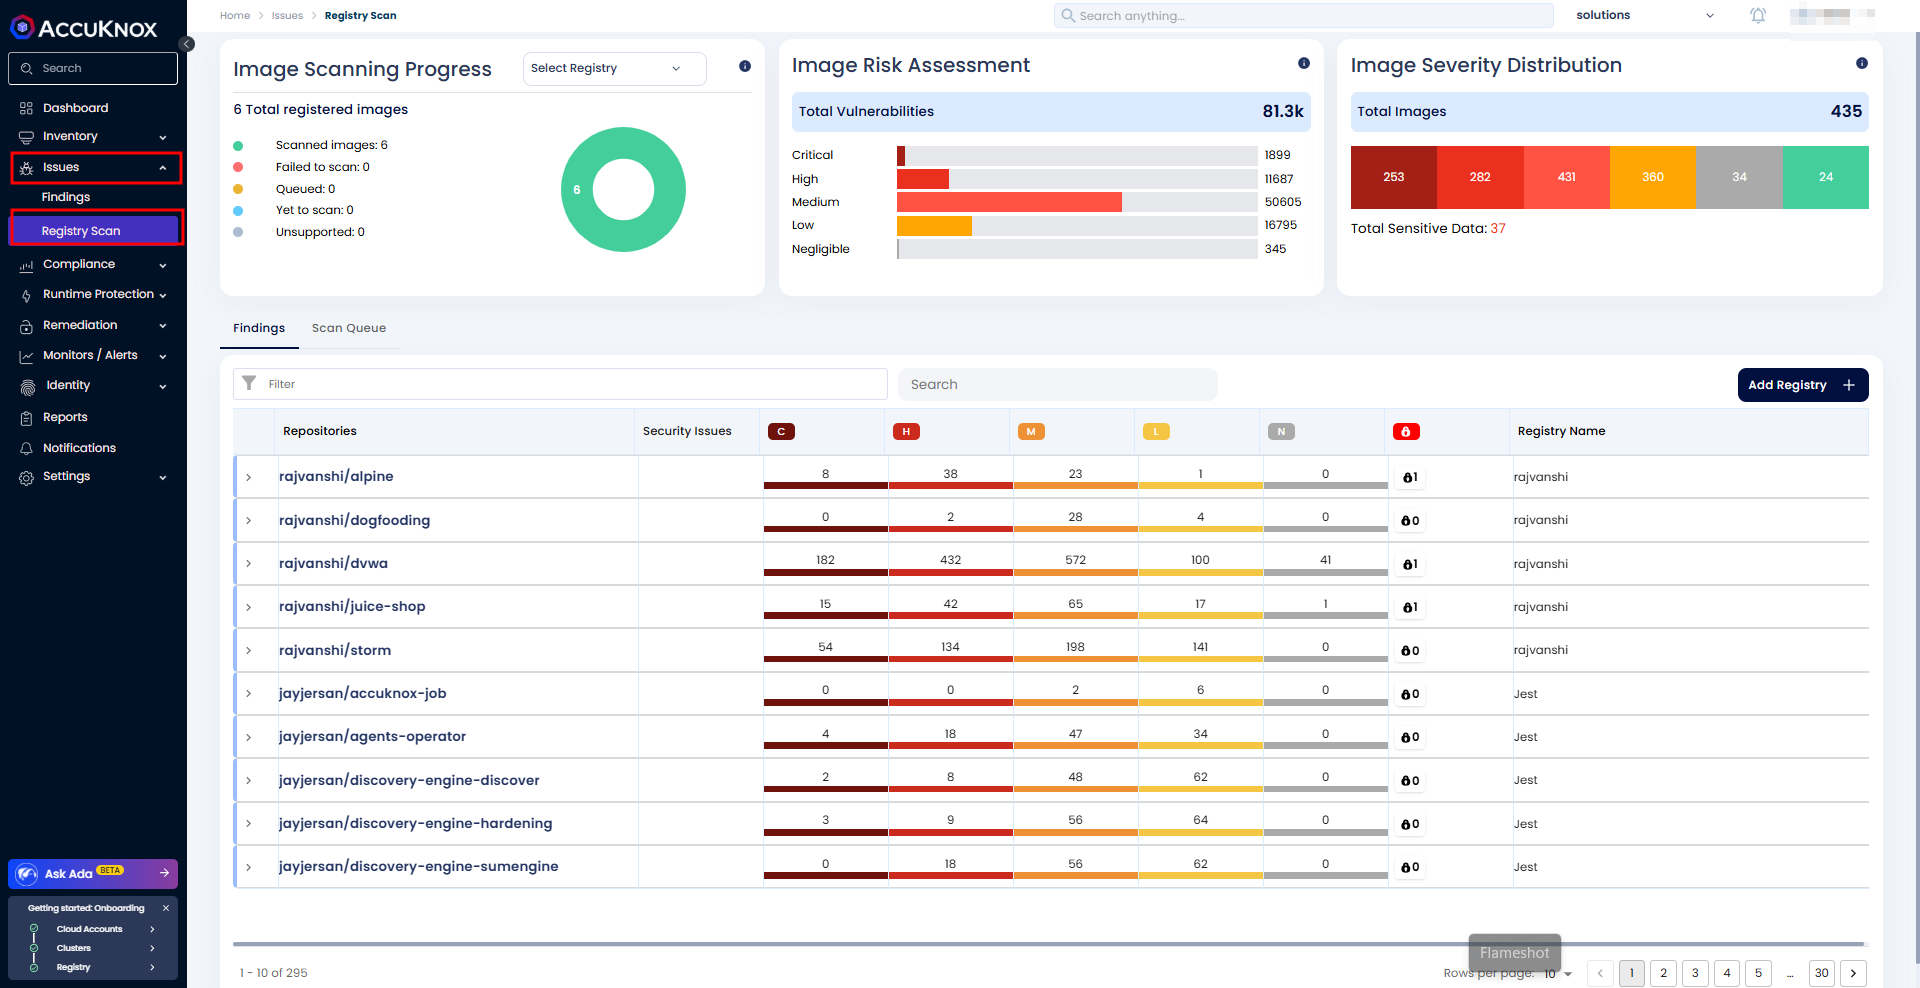 ACCUKNOX
Search
Dashboard
Inventory
Issues
Findings
Registry Scan
Compliance
Runtime Protection
Remediation
Monitors / Alerts
Identity
Reports
Notifications
Settings
Ask Ada BETA
Getting started: Onboarding
Cloud Accounts
Clusters
Registry
Home > Issues > Registry Scan
Search anything...
solutions
Image Scanning Progress
Select Registry
6 Total registered images
Scanned images: 6
Failed to scan: 0
Queued: 0
Yet to scan: 0
Unsupported: 0
6
Image Risk Assessment
Total Vulnerabilities 81.3k
Critical 1899
High 11687
Medium 50605
Low 16795
Negligible 345
Image Severity Distribution
Total Images 435
253 282 431 360 34 24
Total Sensitive Data: 37
Findings Scan Queue
Filter
Search
Add Registry +
Repositories Security Issues C H M L N Registry Name
rajvanshi/alpine 8 38 23 1 0 1 rajvanshi
rajvanshi/dogfooding 0 2 28 4 0 0 rajvanshi
rajvanshi/dvwa 182 432 572 100 41 1 rajvanshi
rajvanshi/juice-shop 15 42 65 17 1 1 rajvanshi
rajvanshi/storm 54 134 198 141 0 0 rajvanshi
jayjersan/accuknox-job 0 0 2 6 0 0 Jest
jayjersan/agents-operator 4 18 47 34 0 0 Jest
jayjersan/discovery-engine-discover 2 8 48 62 0 0 Jest
jayjersan/discovery-engine-hardening 3 9 56 64 0 0 Jest
jayjersan/discovery-engine-sumengine 0 18 56 62 0 0 Jest
Flameshot
1 - 10 of 295
Rows per page: 10
< 1 2 3 4 5 ... 30 >